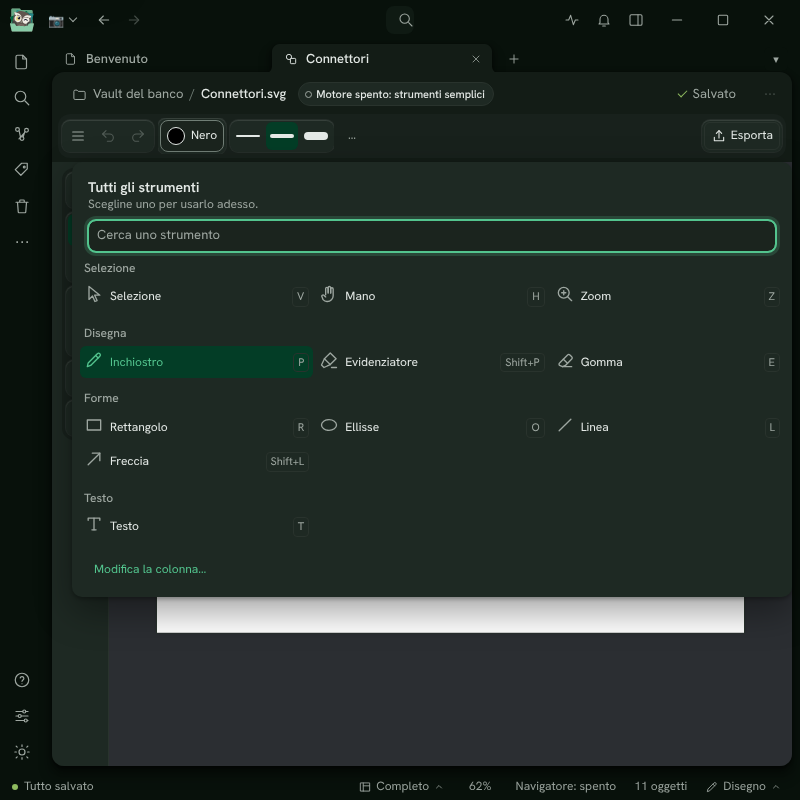 Benvenuto
Connettori
Vault del banco / Connettori.svg
Motore spento: strumenti semplici
Salvato
Nero
...
Esporta
Tutti gli strumenti
Scegline uno per usarlo adesso.
Cerca uno strumento
Selezione
Selezione V
Mano H
Zoom Z
Disegna
Inchiostro P
Evidenziatore Shift+P
Gomma E
Forme
Rettangolo R
Ellisse O
Linea L
Freccia Shift+L
Testo
Testo T
Modifica la colonna...
Tutto salvato
Completo
62%
Navigatore: spento
11 oggetti
Disegno